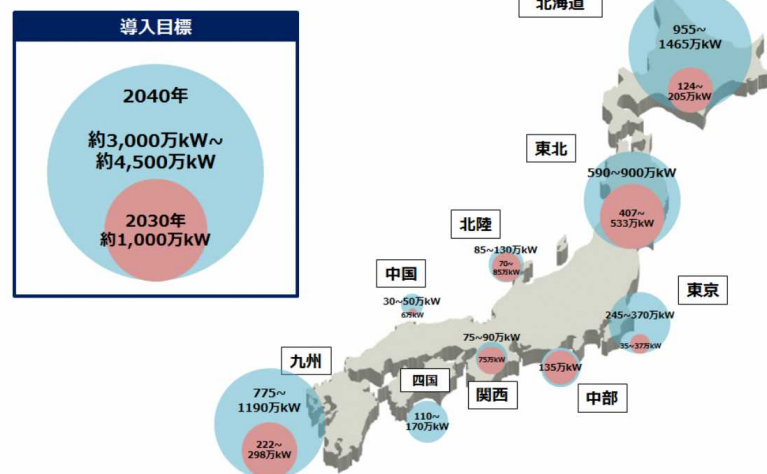 導入目標
2040年
約3,000万kW~
約4,500万kW
2030年
約1,000万kW
北海道
955~
1465万kW
124~
205万kW
東北
590~900万kW
407~
533万kW
北陸
85~130万kW
70~
85万kW
中国
30~50万kW
6万kW
東京
245~370万kW
35~37万kW
75~90万kW
75万kW
関西
135万kW
中部
九州
775~
1190万kW
222~
298万kW
四国
110~
170万kW